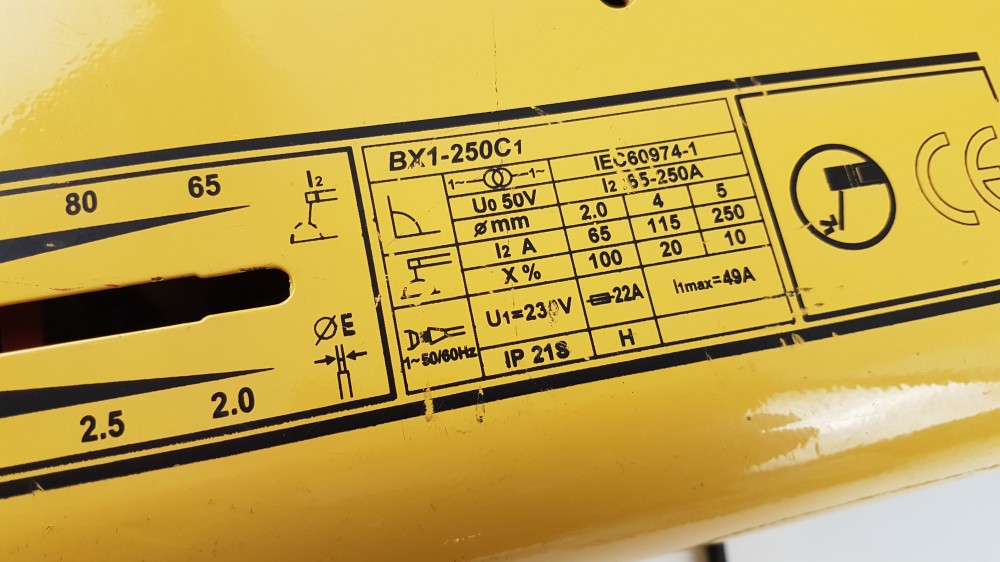 80 65
I2
ØE
2.5 2.0
BX1-250C1
1~ 1~ IEC60974-1
U0 50V I2 65-250A
ømm 2.0 4 5
I2 A 65 115 250
X% 100 20 10
1~50/60Hz U1=230V 22A I1max=49A
IP 21S H
CE